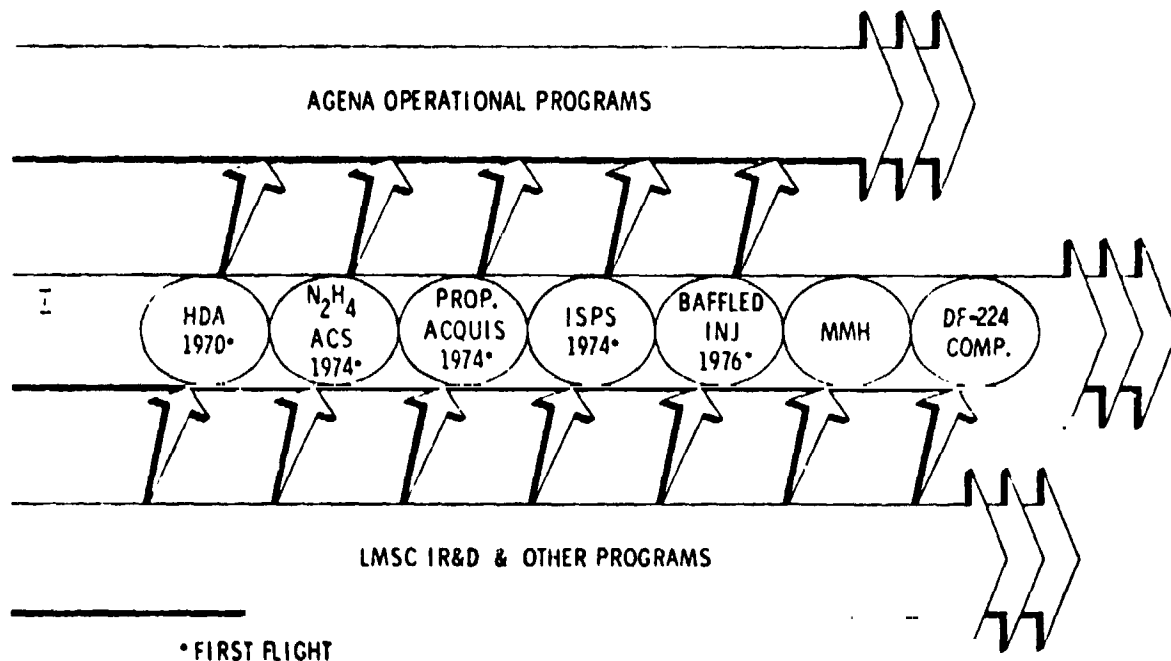 AGENA OPERATIONAL PROGRAMS
HDA
1970•
N2H4
ACS
1974•
PROP.
ACQUIS
1974•
ISPS
1974•
BAFFLED
INJ
1976•
MMH
DF-224
COMP.
LMSC IR&D & OTHER PROGRAMS
• FIRST FLIGHT